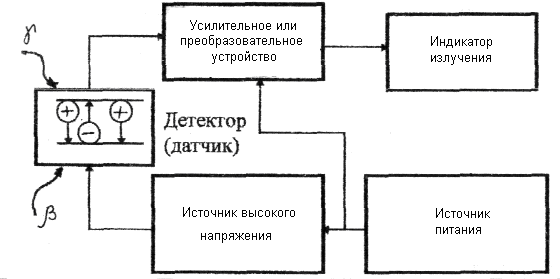 Усилительное или
преобразовательное
устройство
Индикатор
излучения
γ
+
+
−
Детектор
(датчик)
β
Источник высокого
напряжения
Источник
питания